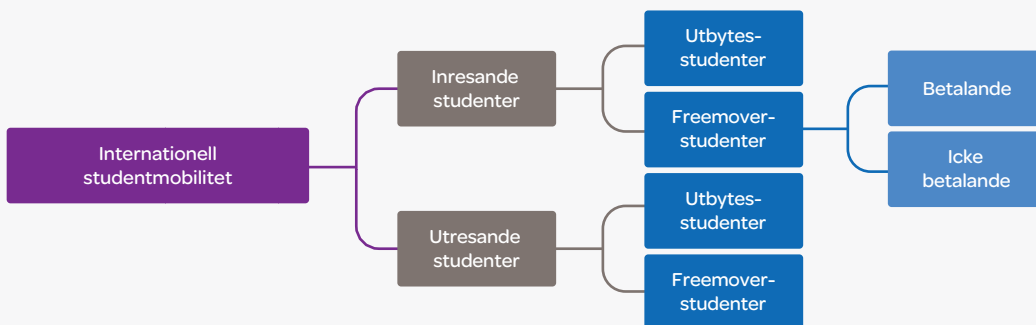 Internationell
studentmobilitet
Inresande
studenter
Utresande
studenter
Utbytes-
studenter
Freemover-
studenter
Utbytes-
studenter
Freemover-
studenter
Betalande
Icke
betalande